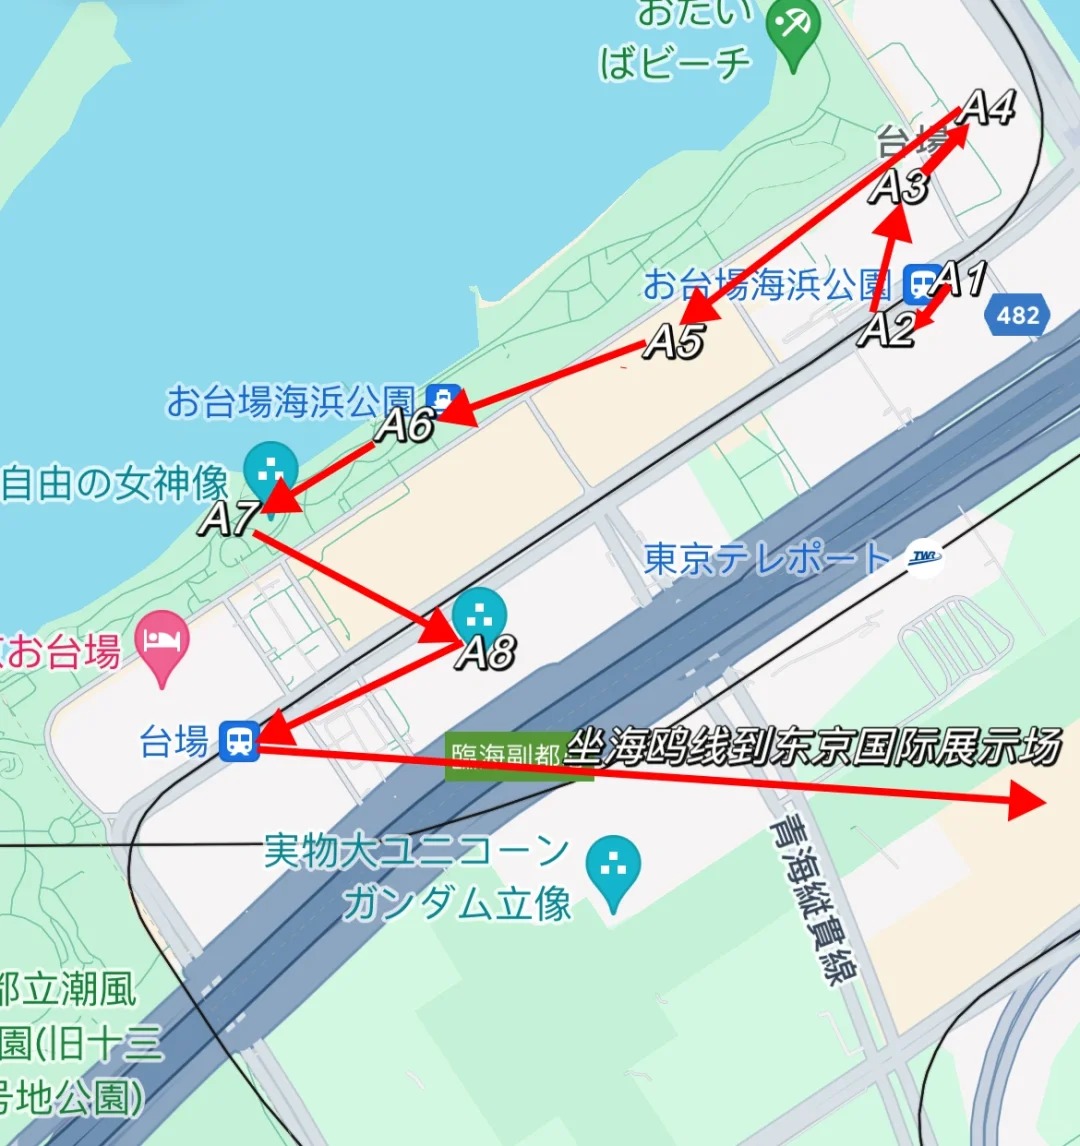 おだい
ばビーチ
A4
台場
A3
お台場海浜公園
A1
482
A2
A5
お台場海浜公園
A6
自由の女神像
A7
東京テレポート
TWR
A8
お台場
台場
臨海副都
坐海鸥线到东京国际展示场
実物大ユニコーン
ガンダム立像
青海縦貫線
都立潮風
園(旧十三
号地公園)